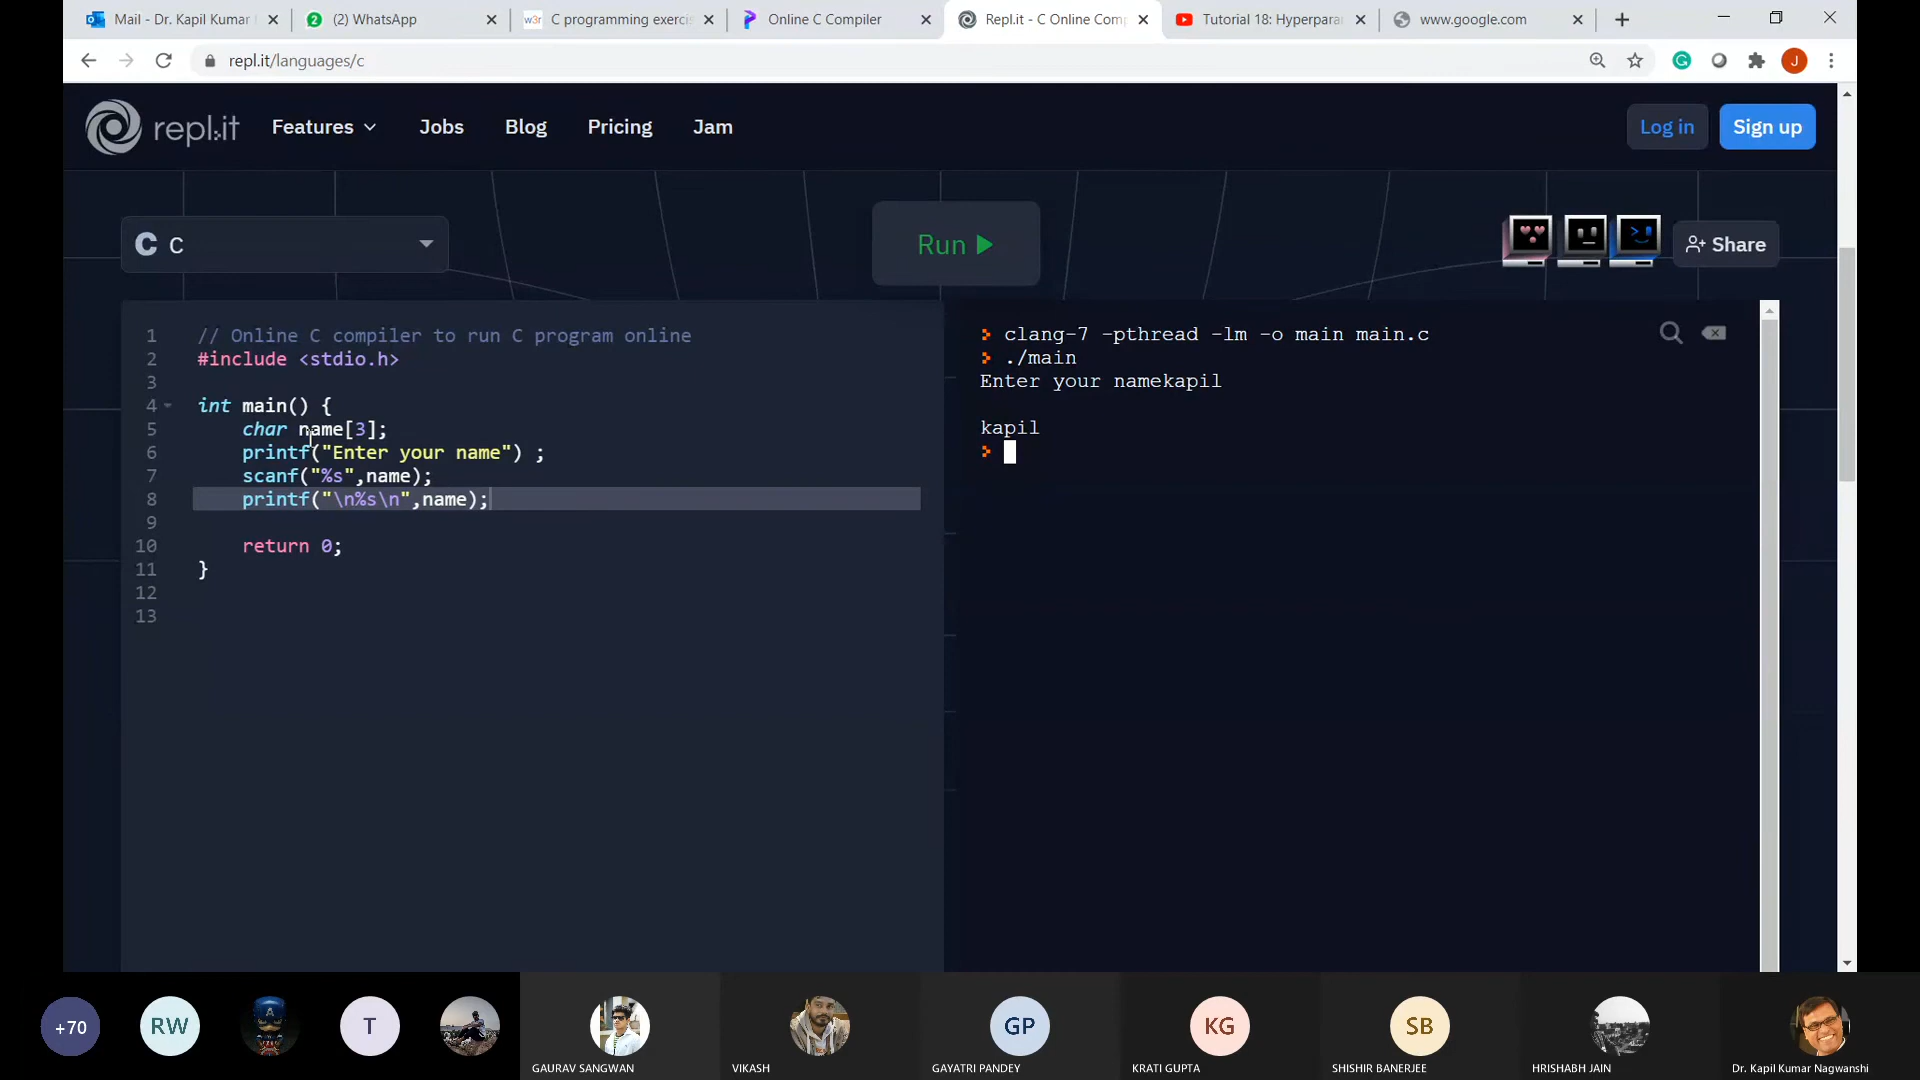 Mail - Dr. Kapil Kumar
(2) WhatsApp
w3r C programming exercis
Online C Compiler
Repl.it - C Online Comp
Tutorial 18: Hyperparar
www.google.com
repl.it/languages/c
J
repl.it
Features
Jobs
Blog
Pricing
Jam
Log in
Sign up
C C
Run
Share
1 // Online C compiler to run C program online
2 #include <stdio.h>
3
4 int main() {
5 char name[3];
6 printf("Enter your name") ;
7 scanf("%s",name);
8 printf("\n%s\n",name);
9
10 return 0;
11 }
12
13
clang-7 -pthread -lm -o main main.c
./main
Enter your namekapil
kapil
+70
RW
A
T
GP
KG
SB
GAURAV SANGWAN
VIKASH
GAYATRI PANDEY
KRATI GUPTA
SHISHIR BANERJEE
HRISHABH JAIN
Dr. Kapil Kumar Nagwanshi